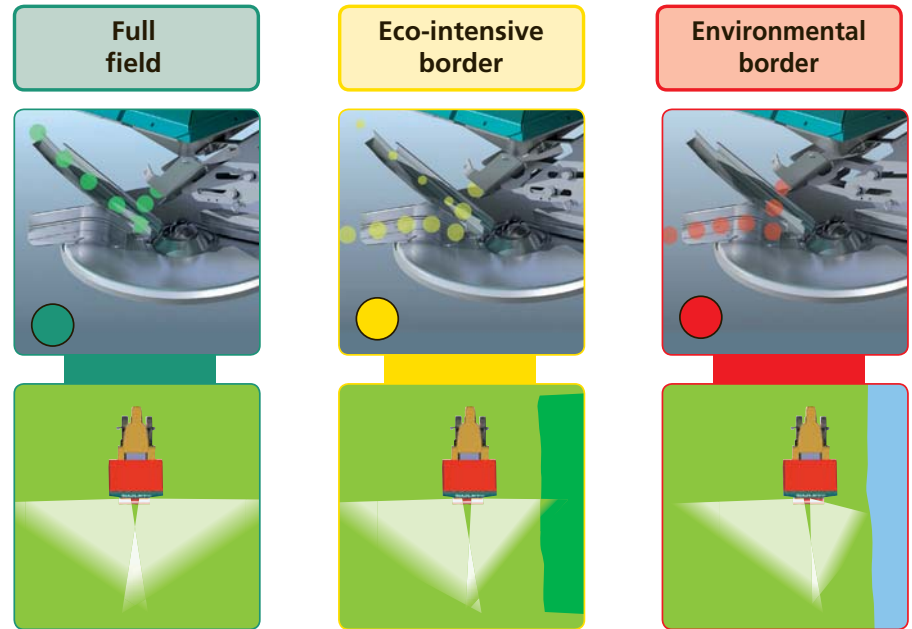 Full
field
Eco-intensive
border
Environmental
border